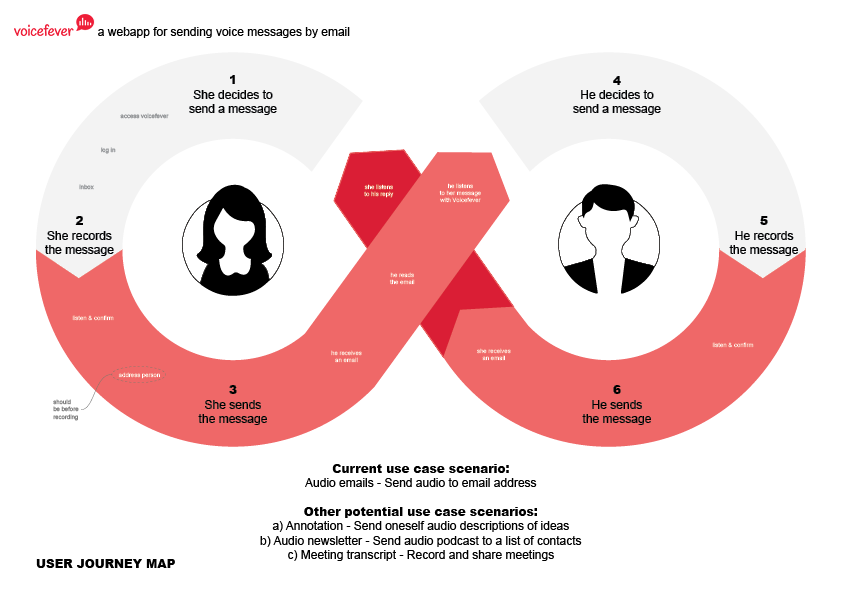 voicefever a webapp for sending voice messages by email
1
She decides to
send a message
access voicefever
log in
inbox
2
She records
the message
listen & confirm
address person
should
be before
recording
3
She sends
the message
he receives
an email
he reads
the email
he listens
to her message
with Voicefever
4
He decides to
send a message
5
He records
the message
listen & confirm
6
He sends
the message
she receives
an email
she listens
to his reply
Current use case scenario:
Audio emails - Send audio to email address
Other potential use case scenarios:
a) Annotation - Send oneself audio descriptions of ideas
b) Audio newsletter - Send audio podcast to a list of contacts
c) Meeting transcript - Record and share meetings
USER JOURNEY MAP